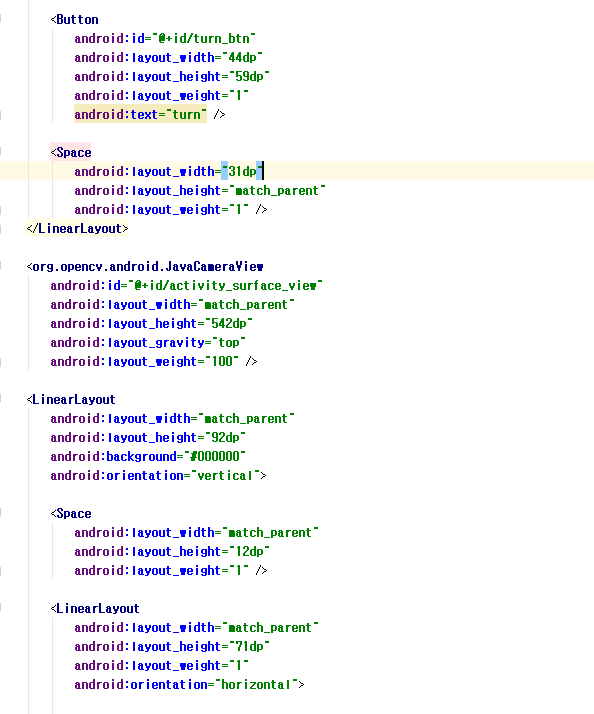 <Button
android:id="@+id/turn_btn"
android:layout_width="44dp"
android:layout_height="59dp"
android:layout_weight="1"
android:text="turn" />
<Space
android:layout_width="31dp"
android:layout_height="match_parent"
android:layout_weight="1" />
</LinearLayout>
<org.opencv.android.JavaCameraView
android:id="@+id/activity_surface_view"
android:layout_width="match_parent"
android:layout_height="542dp"
android:layout_gravity="top"
android:layout_weight="100" />
<LinearLayout
android:layout_width="match_parent"
android:layout_height="92dp"
android:background="#000000"
android:orientation="vertical">
<Space
android:layout_width="match_parent"
android:layout_height="12dp"
android:layout_weight="1" />
<LinearLayout
android:layout_width="match_parent"
android:layout_height="71dp"
android:layout_weight="1"
android:orientation="horizontal">